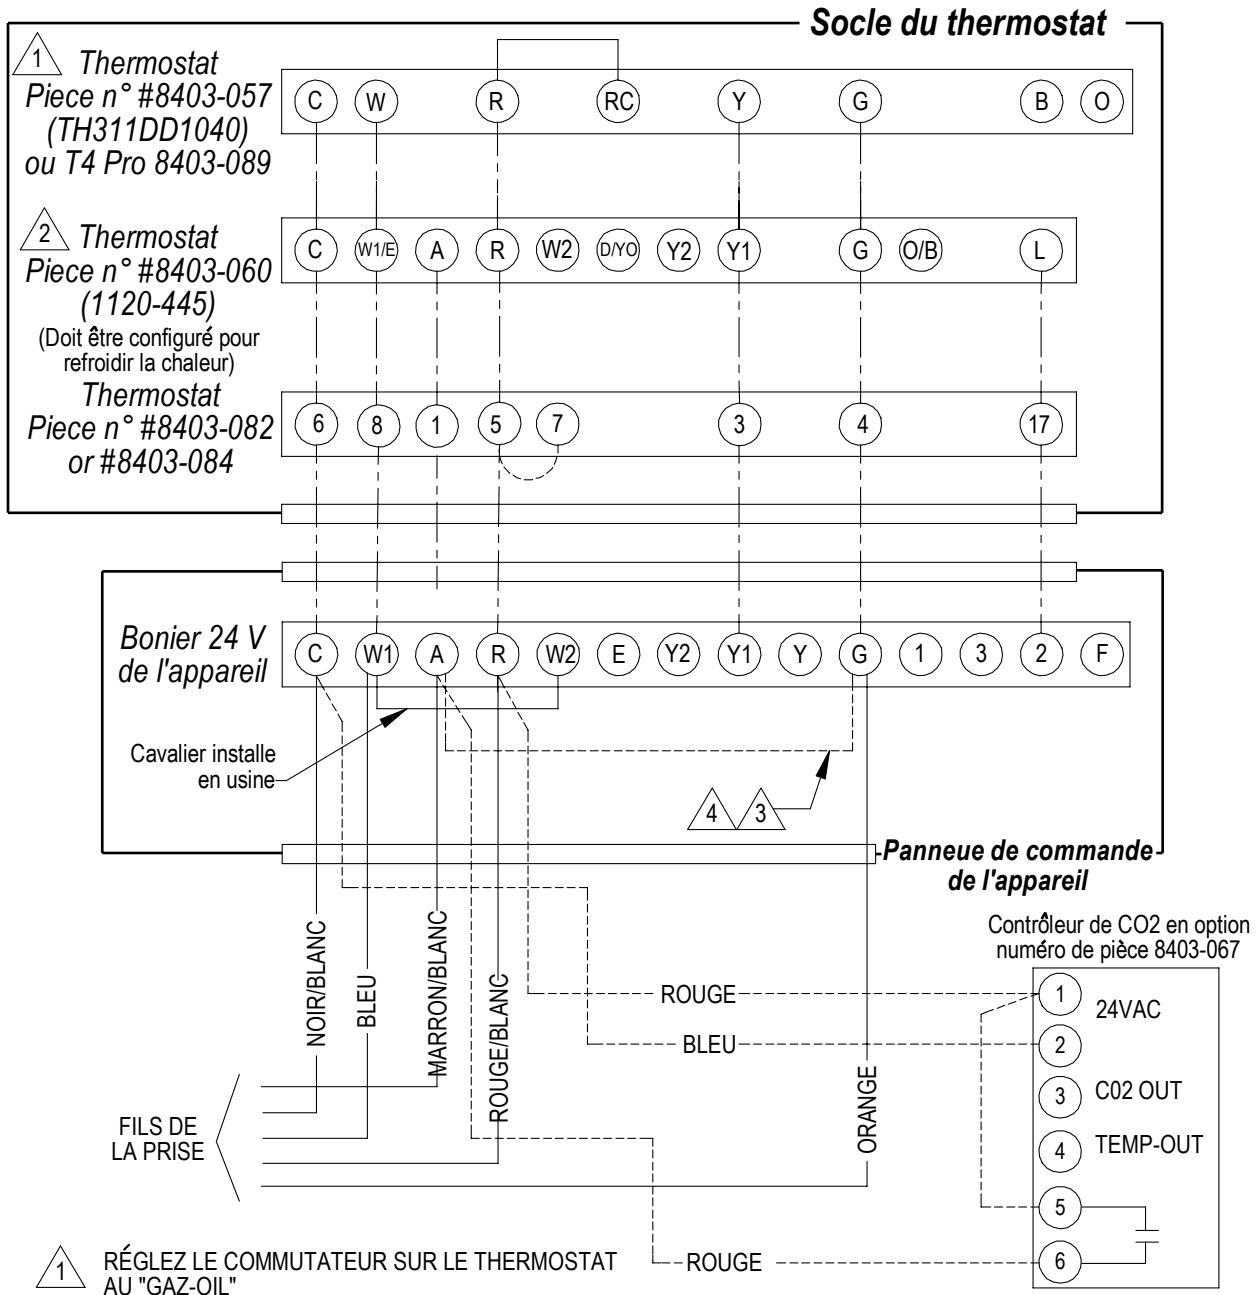 Socle du thermostat
1 Thermostat
Piece n° #8403-057
(TH311DD1040)
ou T4 Pro 8403-089
C W R RC Y G B O
2 Thermostat
Piece n° #8403-060
(1120-445)
(Doit être configuré pour
refroidir la chaleur)
C W1/E A R W2 D/YO Y2 Y1 G O/B L
Thermostat
Piece n° #8403-082
or #8403-084
6 8 1 5 7 3 4 17
Bonier 24 V
de l'appareil
C W1 A R W2 E Y2 Y1 Y G 1 3 2 F
Cavalier installe
en usine
4 3
Panneue de commande
de l'appareil
Contrôleur de CO2 en option
numéro de pièce 8403-067
NOIR/BLANC
BLEU
MARRON/BLANC
ROUGE/BLANC
ORANGE
ROUGE
BLEU
ROUGE
1 24VAC
2
3 C02 OUT
4 TEMP-OUT
5
6
FILS DE
LA PRISE
1 RÉGLEZ LE COMMUTATEUR SUR LE THERMOSTAT
AU "GAZ-OIL"